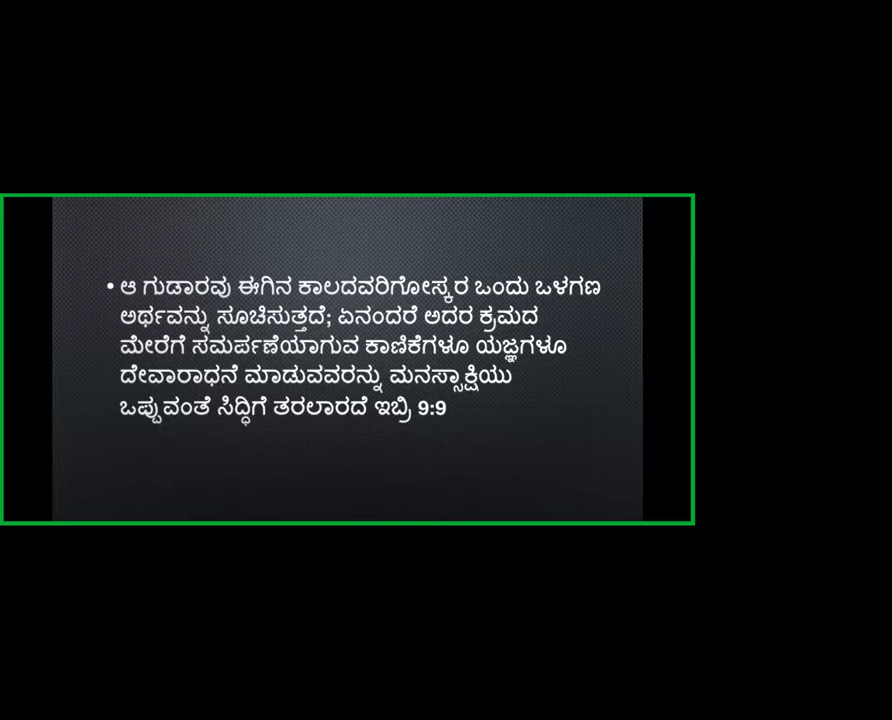 • ಆ ಗುಡಾರವು ಈಗಿನ ಕಾಲದವರಿಗೋಸ್ಕರ ಒಂದು ಒಳಗಣ
ಅರ್ಥವನ್ನು ಸೂಚಿಸುತ್ತದೆ; ಏನಂದರೆ ಅದರ ಕ್ರಮದ
ಮೇರೆಗೆ ಸಮರ್ಪಣೆಯಾಗುವ ಕಾಣಿಕೆಗಳೂ ಯಜ್ಞಗಳೂ
ದೇವಾರಾಧನೆ ಮಾಡುವವರನ್ನು ಮನಸ್ಸಾಕ್ಷಿಯು
ಒಪ್ಪುವಂತೆ ಸಿದ್ಧಿಗೆ ತರಲಾರದೆ ಇಬ್ರಿ 9:9